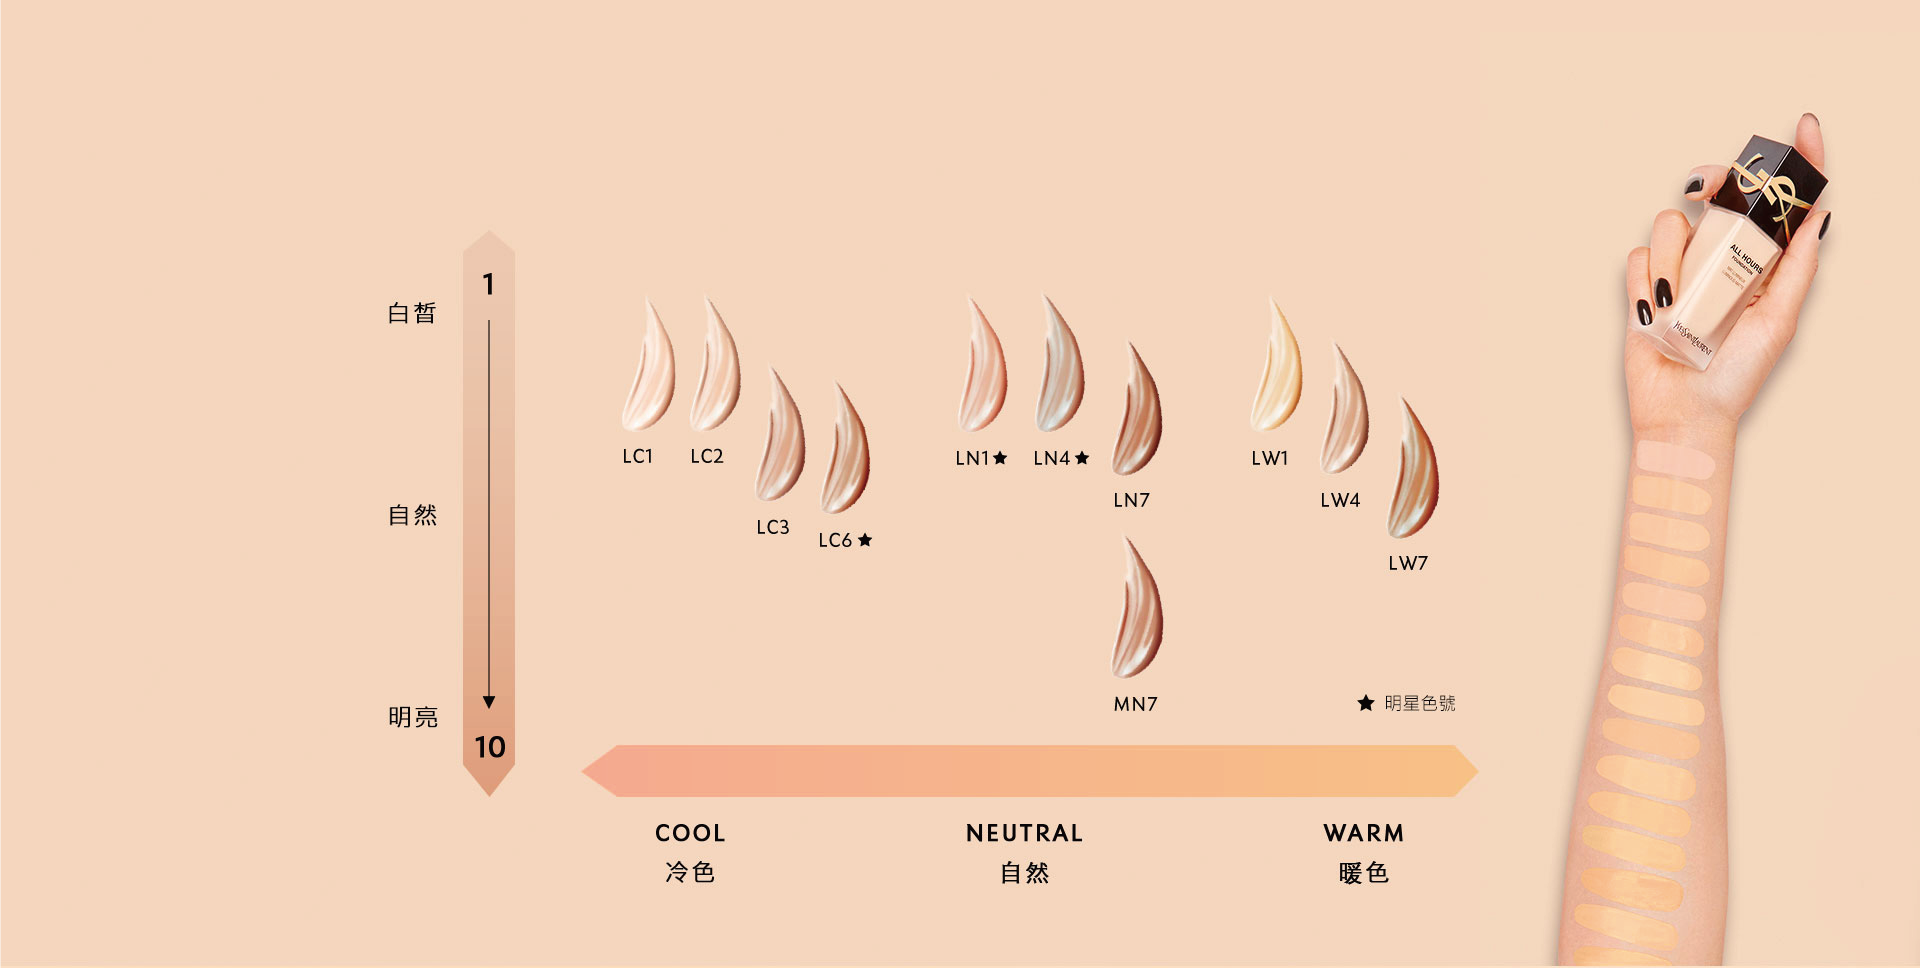 1
白皙
自然
明亮
10
LC1
LC2
LC3
LC6★
LN1★
LN4★
LN7
MN7
LW1
LW4
LW7
★ 明星色號
COOL
冷色
NEUTRAL
自然
WARM
暖色
YSL
ALL HOURS
FOUNDATION
YVES SAINT LAURENT